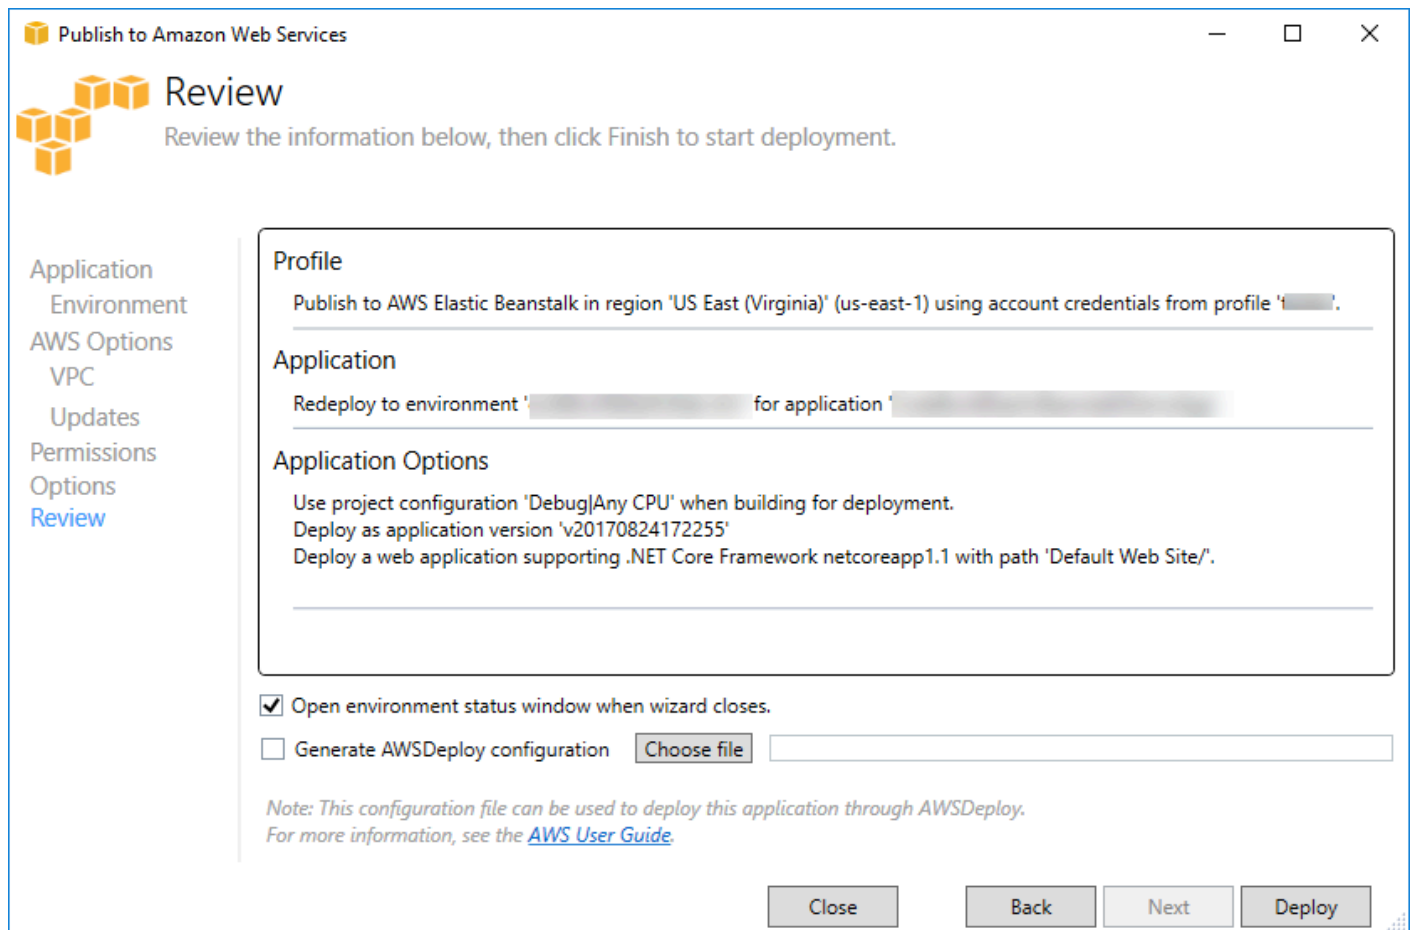 Publish to Amazon Web Services
Review
Review the information below, then click Finish to start deployment.
Application
Environment
AWS Options
VPC
Updates
Permissions
Options
Review
Profile
Publish to AWS Elastic Beanstalk in region 'US East (Virginia)' (us-east-1) using account credentials from profile '
Application
Redeploy to environment ' for application '
Application Options
Use project configuration 'Debug|Any CPU' when building for deployment.
Deploy as application version 'v20170824172255'
Deploy a web application supporting .NET Core Framework netcoreapp1.1 with path 'Default Web Site/'.
Open environment status window when wizard closes.
Generate AWSDeploy configuration Choose file
Note: This configuration file can be used to deploy this application through AWSDeploy.
For more information, see the AWS User Guide.
Close Back Next Deploy